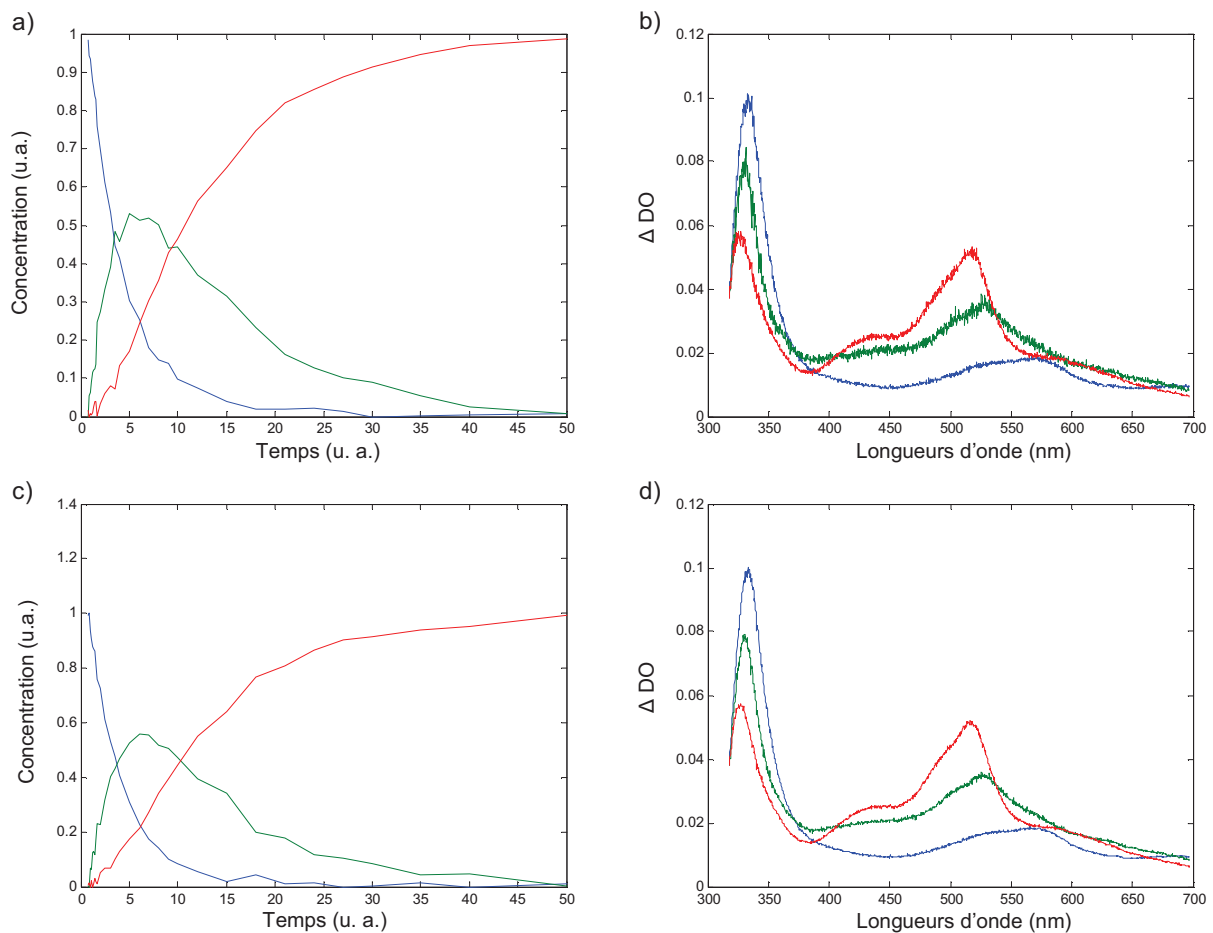 a)
1
0.9
0.8
0.7
0.6
0.5
0.4
0.3
0.2
0.1
0
Concentration (u.a.)
0 5 10 15 20 25 30 35 40 45 50
Temps (u. a.)
b)
0.12
0.1
0.08
0.06
0.04
0.02
0
Δ DO
300 350 400 450 500 550 600 650 700
Longueurs d'onde (nm)
c)
1.4
1.2
1
0.8
0.6
0.4
0.2
0
Concentration (u.a.)
0 5 10 15 20 25 30 35 40 45 50
Temps (u. a.)
d)
0.12
0.1
0.08
0.06
0.04
0.02
0
Δ DO
300 350 400 450 500 550 600 650 700
Longueurs d'onde (nm)